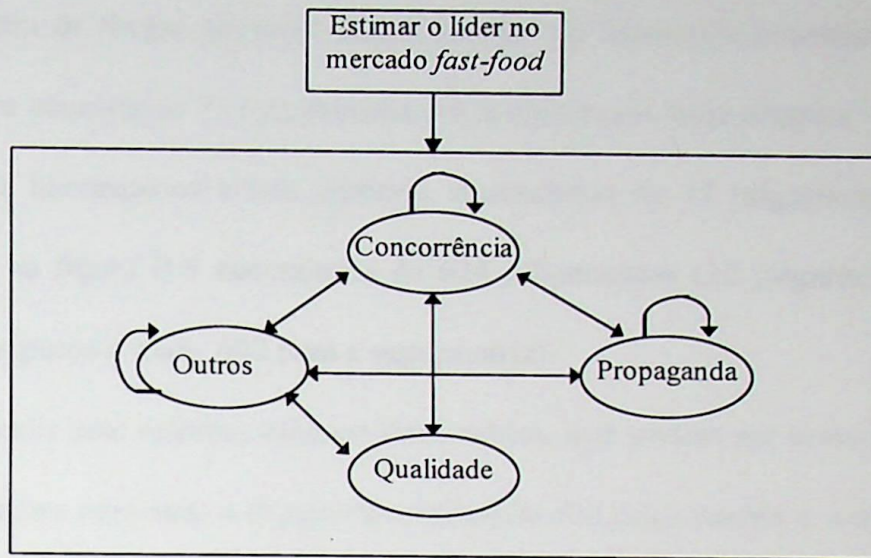 Estimar o líder no
mercado fast-food
Concorrência
Outros
Propaganda
Qualidade